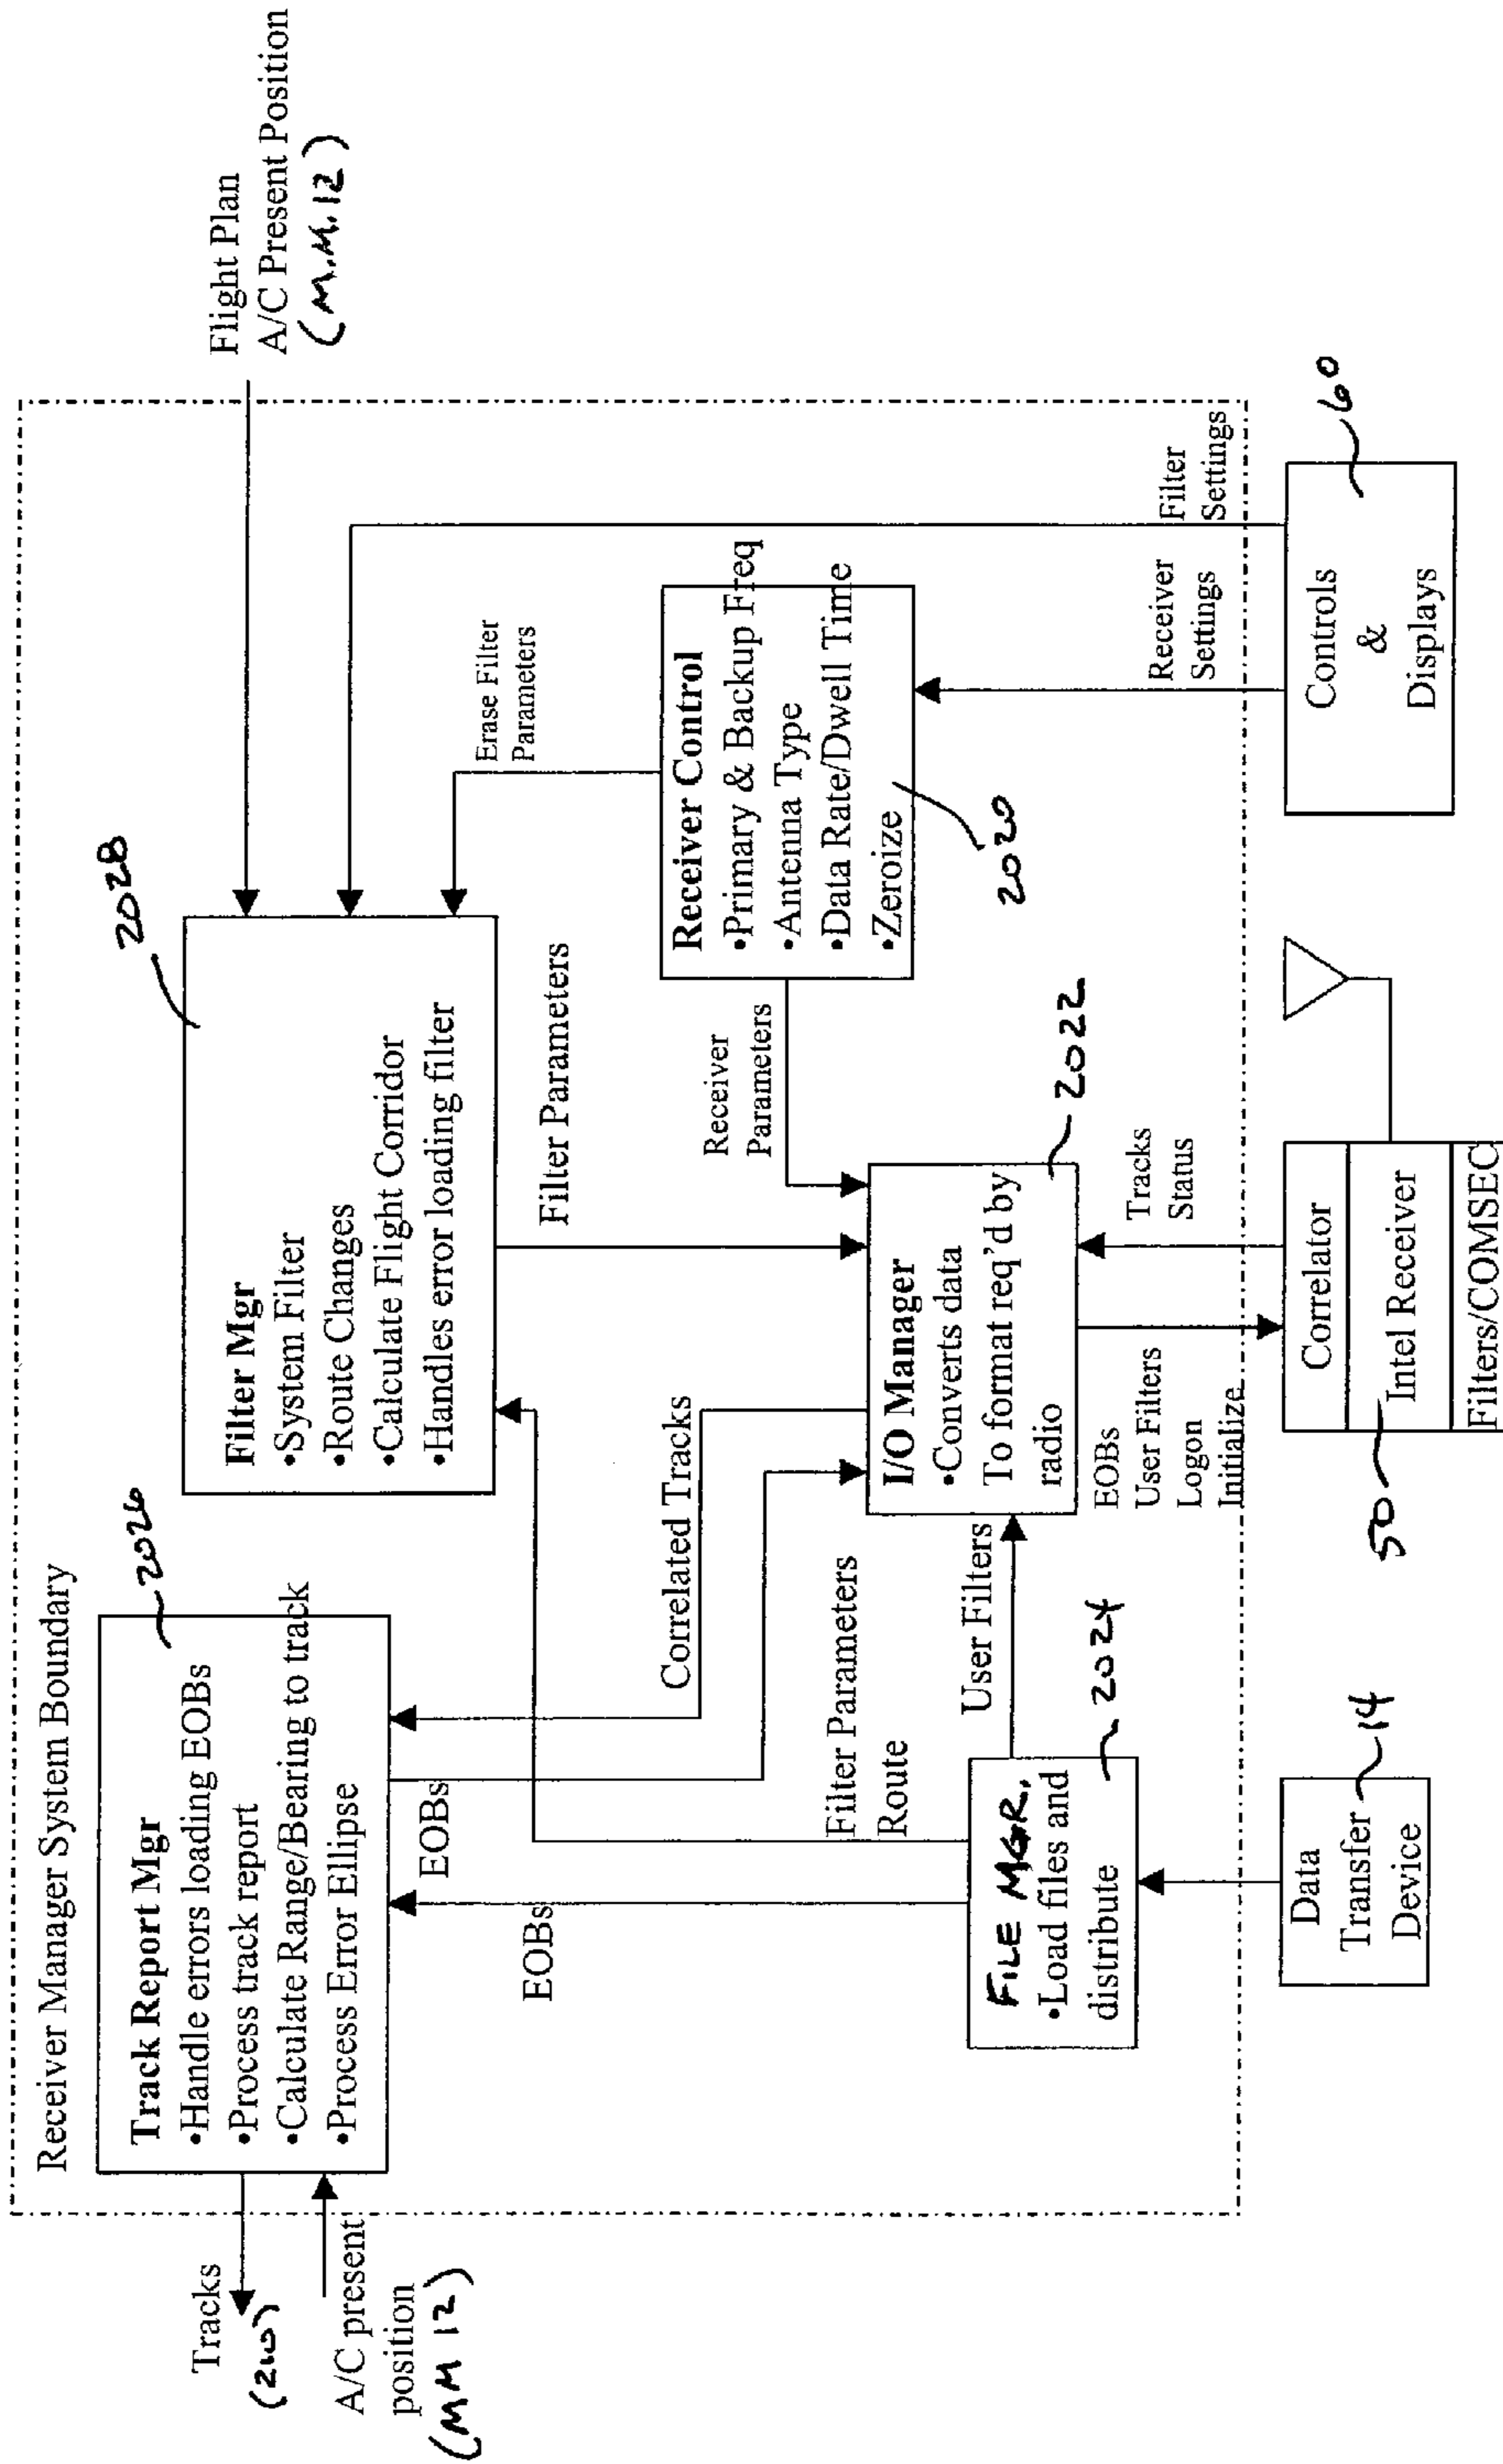 Receiver Manager System Boundary
Tracks
(210)
A/C present
position
(MM 12)
Track Report Mgr
•Handle errors loading EOBs
•Process track report
•Calculate Range/Bearing to track
•Process Error Ellipse
2026
Filter Mgr
•System Filter
•Route Changes
•Calculate Flight Corridor
•Handles error loading filter
2028
Flight Plan
A/C Present Position
(M.M.12)
EOBs
EOBs
Correlated Tracks
Filter Parameters
Erase Filter
Parameters
Receiver Control
•Primary & Backup Freq
•Antenna Type
•Data Rate/Dwell Time
•Zeroize
2020
Receiver
Parameters
Filter Parameters
Route
User Filters
I/O Manager
•Converts data
To format req'd by
radio
2022
FILE MGR.
•Load files and
distribute
2024
EOBs
User Filters
Logon
Initialize
Tracks
Status
Receiver
Settings
Filter
Settings
Data
Transfer
Device
14
50
Correlator
Intel Receiver
Filters/COMSEC
Controls
&
Displays
60